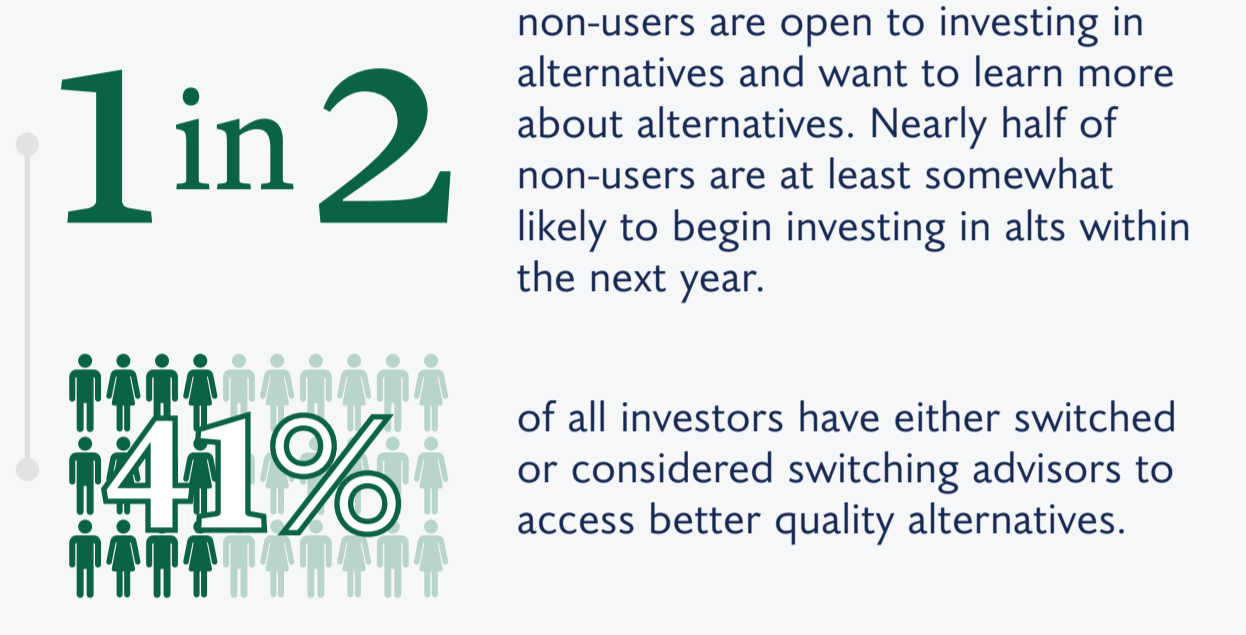 1 in 2
non-users are open to investing in
alternatives and want to learn more
about alternatives. Nearly half of
non-users are at least somewhat
likely to begin investing in alts within
the next year.
41%
of all investors have either switched
or considered switching advisors to
access better quality alternatives.